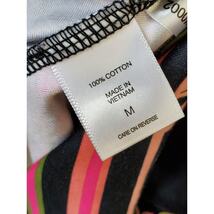 100% COTTON
MADE IN
VIETNAM
M
CARE ON REVERSE